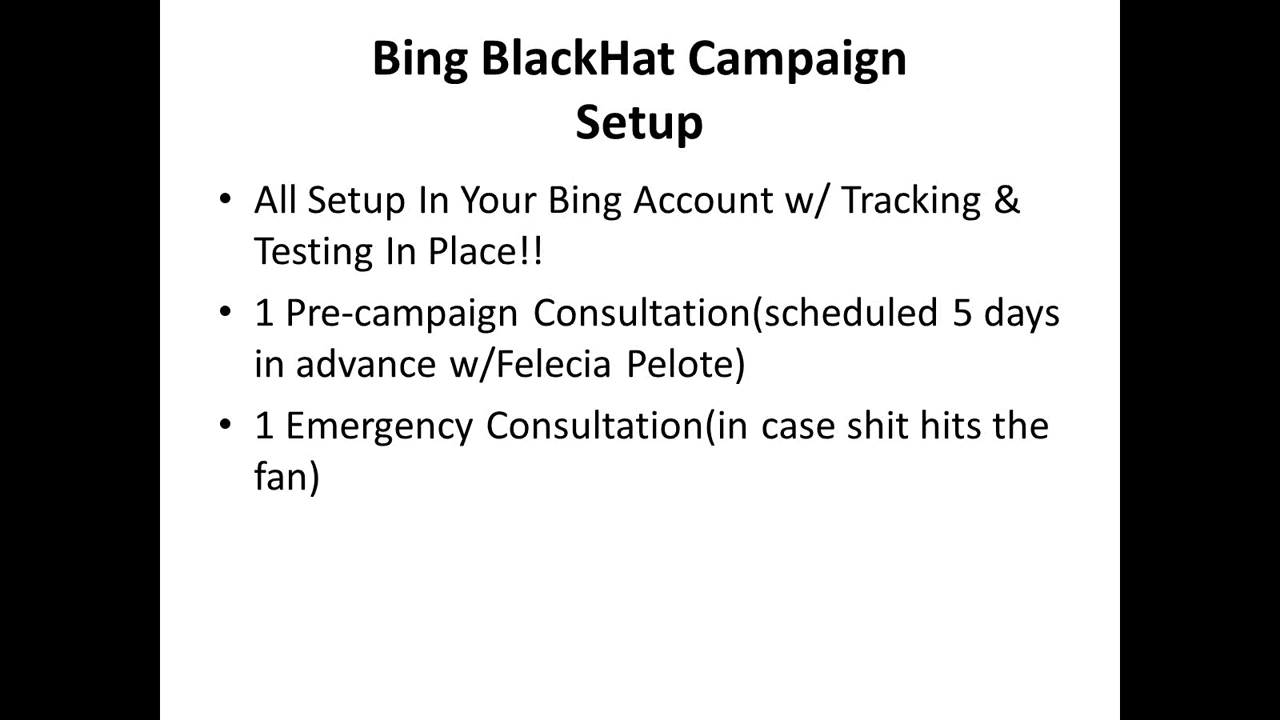 Bing BlackHat Campaign
Setup
• All Setup In Your Bing Account w/ Tracking &
Testing In Place!!
• 1 Pre-campaign Consultation(scheduled 5 days
in advance w/Felecia Pelote)
• 1 Emergency Consultation(in case shit hits the
fan)